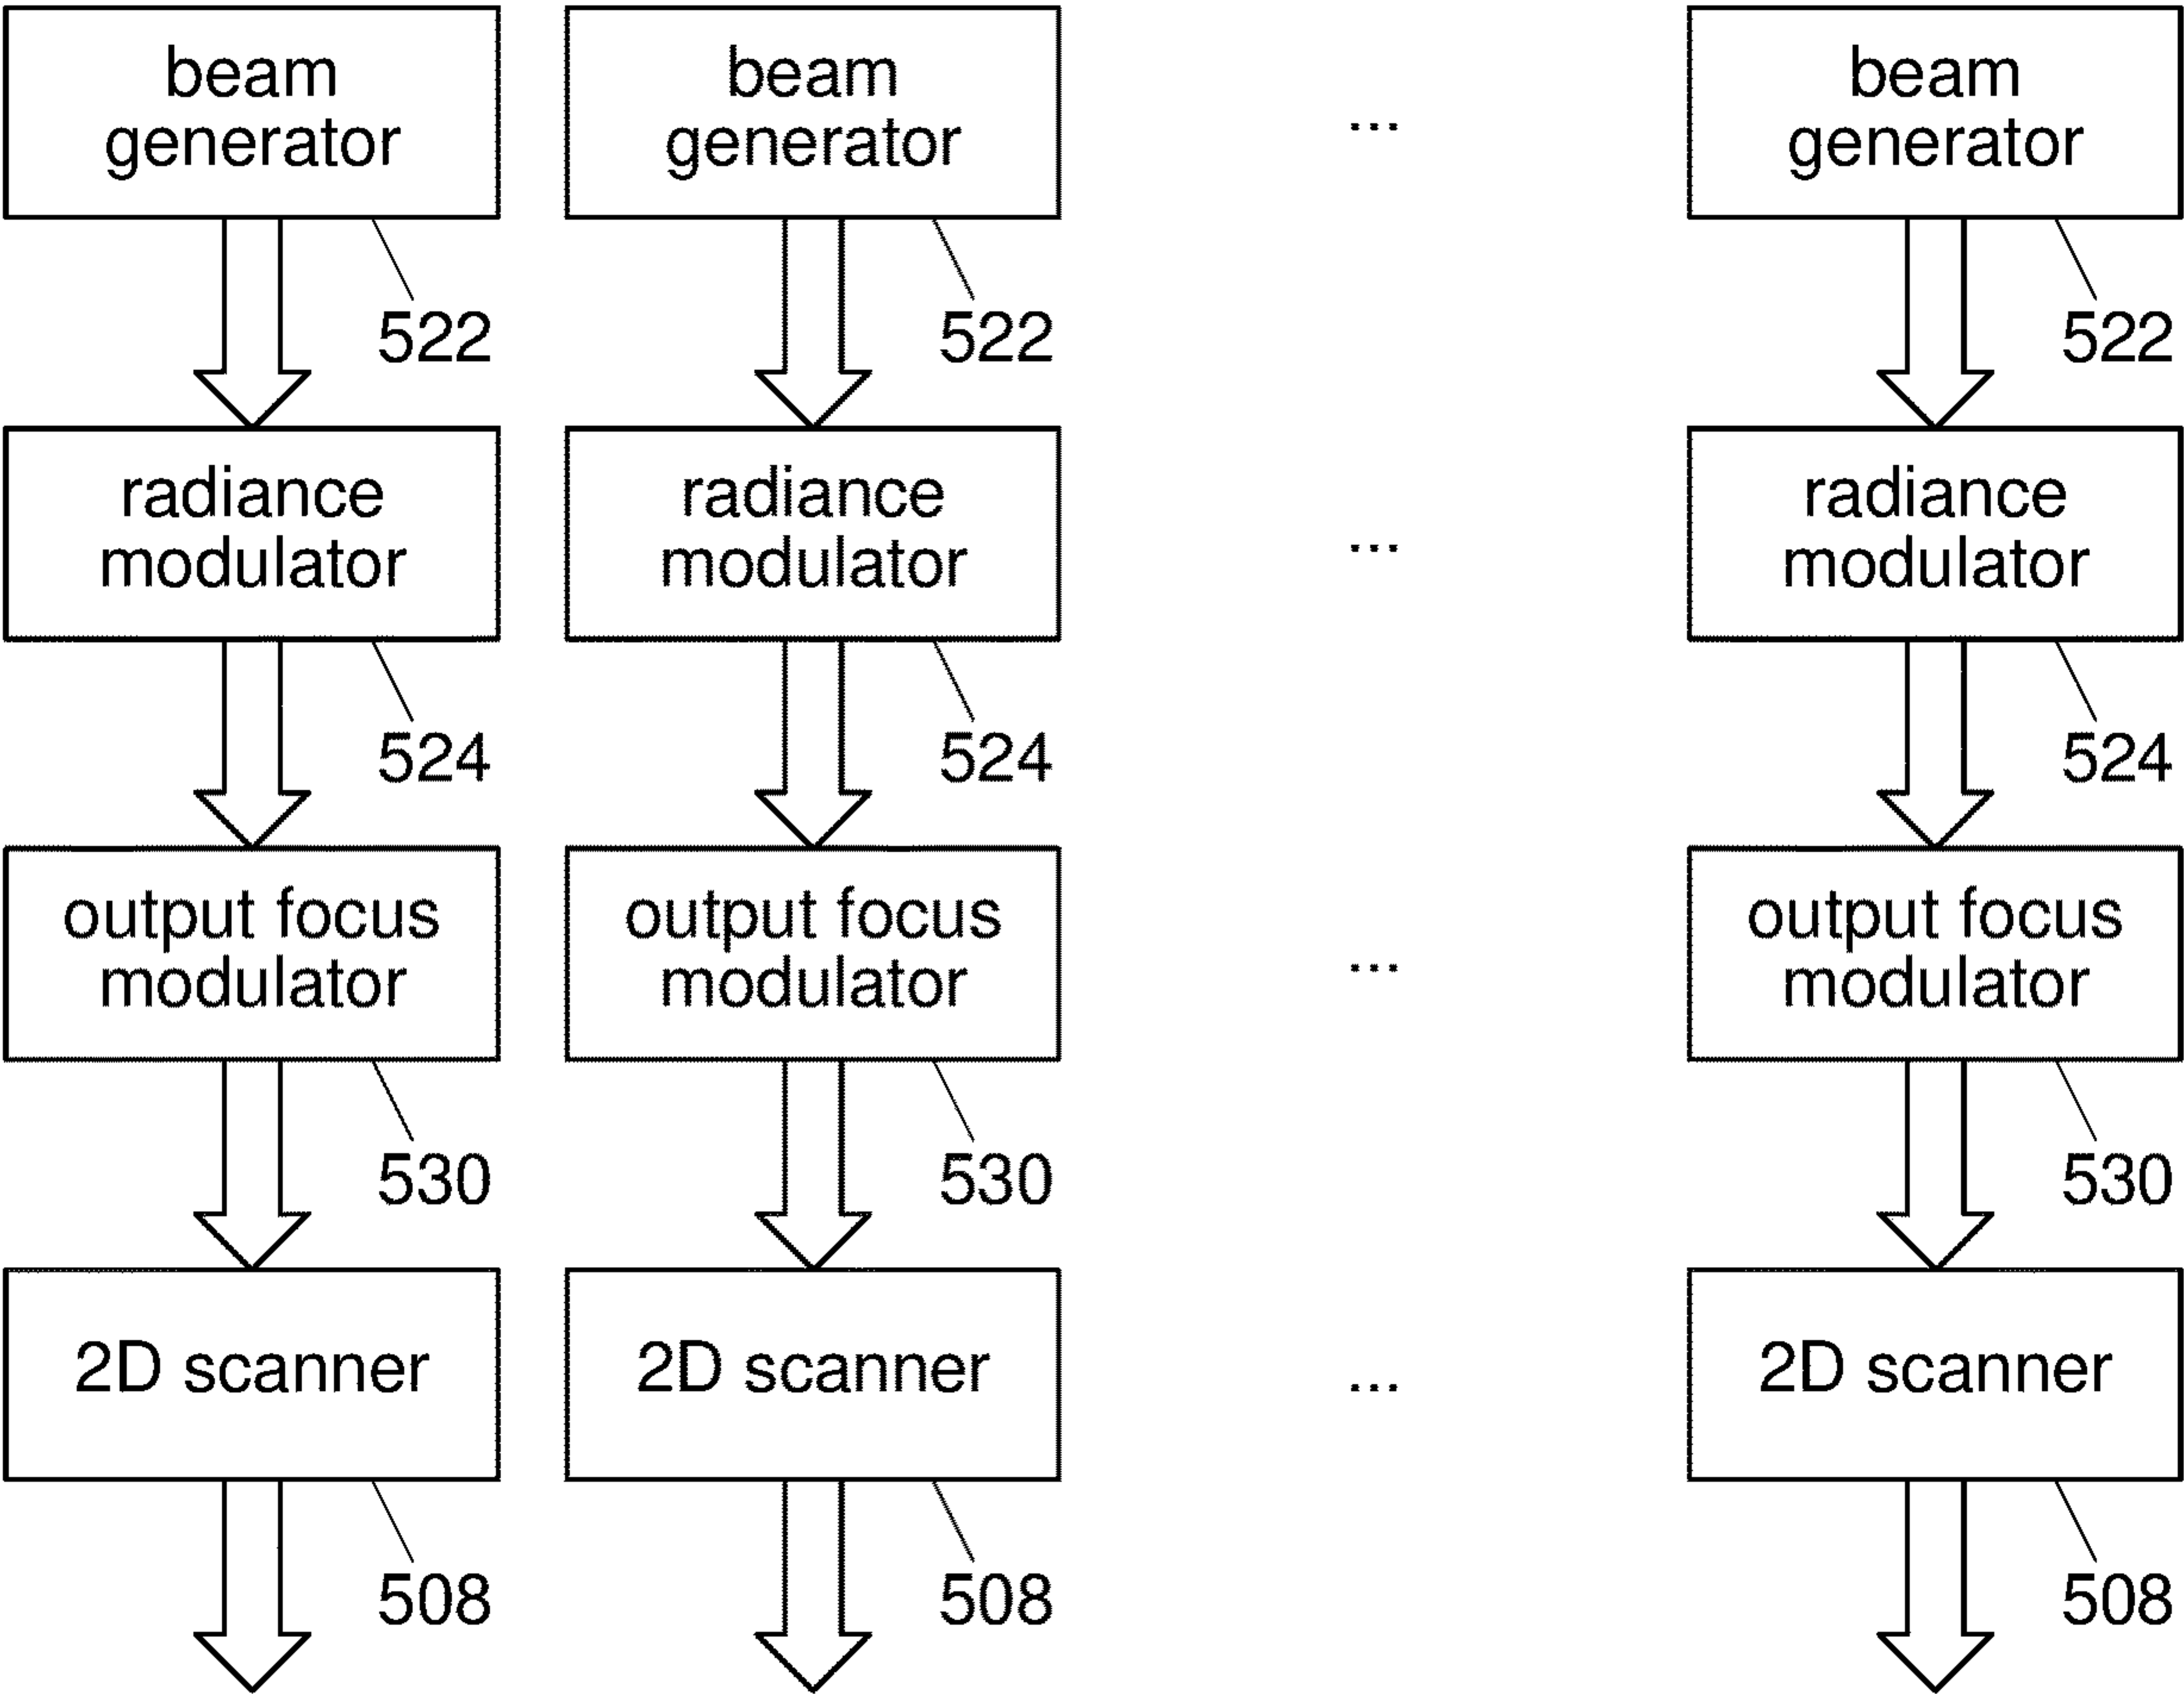 beam
generator
beam
generator
...
beam
generator
522
522
522
radiance
modulator
radiance
modulator
...
radiance
modulator
524
524
524
output focus
modulator
output focus
modulator
...
output focus
modulator
530
530
530
2D scanner
2D scanner
...
2D scanner
508
508
508